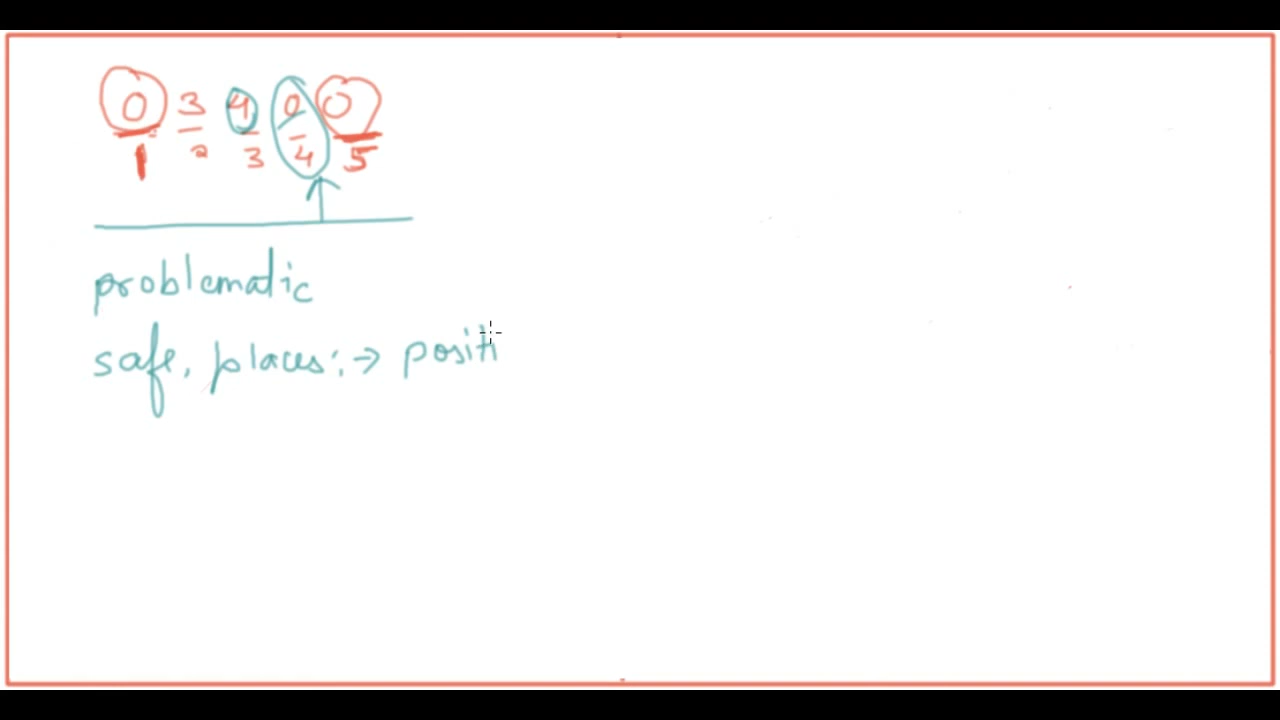 0 3 4 0 0
1 2 3 4 5
problematic
safe, places: → positi